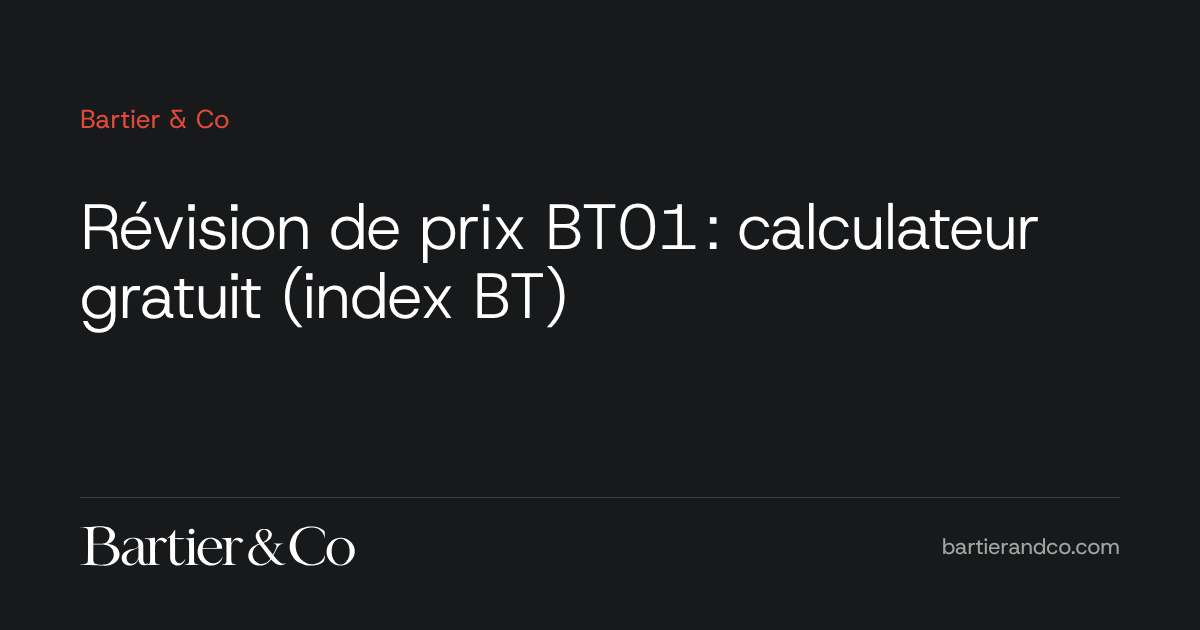 Bartier & Co
Révision de prix BT01 : calculateur
gratuit (index BT)
Bartier & Co
bartierandco.com